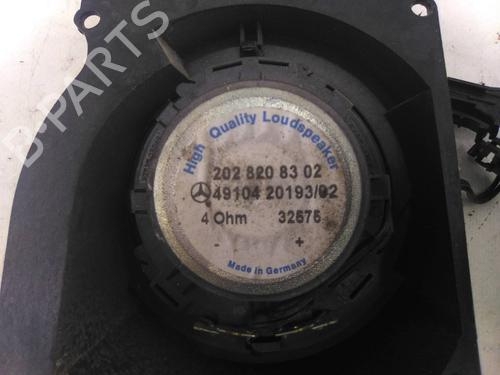 B-PARTS
High Quality Loudspeaker
202 820 83 02
49104 20193/02
4 Ohm 32575
- +
Made in Germany